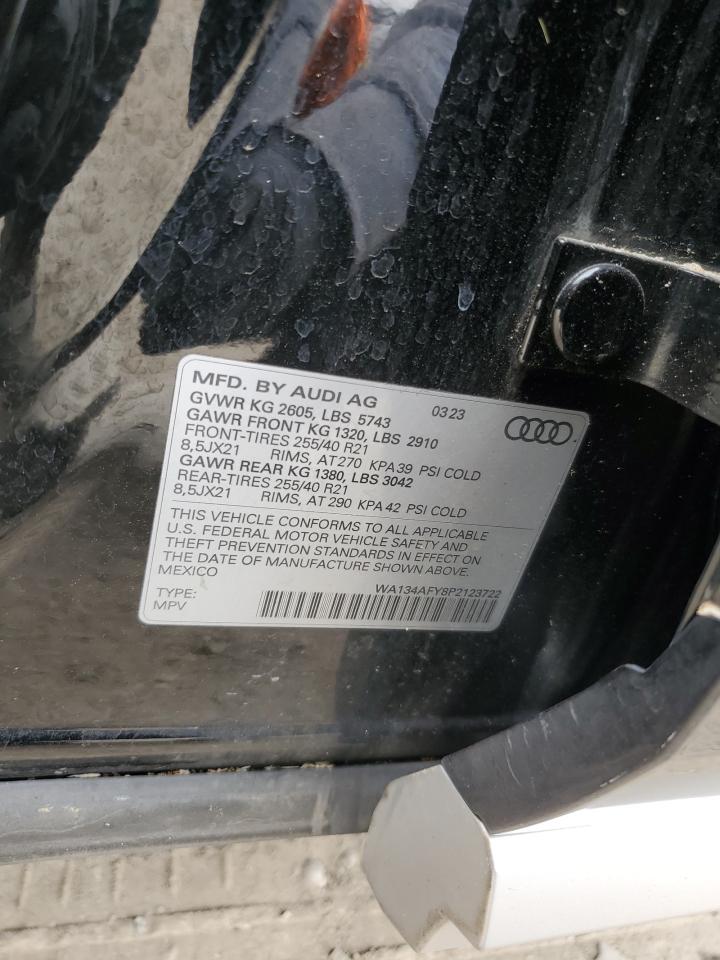 MFD. BY AUDI AG 03 23
GVWR KG 2605, LBS 5743
GAWR FRONT KG 1320, LBS 2910
FRONT-TIRES 255/40 R21
8,5JX21 RIMS, AT 270 KPA 39 PSI COLD
GAWR REAR KG 1380, LBS 3042
REAR-TIRES 255/40 R21
8,5JX21 RIMS, AT 290 KPA 42 PSI COLD
THIS VEHICLE CONFORMS TO ALL APPLICABLE
U.S. FEDERAL MOTOR VEHICLE SAFETY AND
THEFT PREVENTION STANDARDS IN EFFECT ON
THE DATE OF MANUFACTURE SHOWN ABOVE.
MEXICO
WA134AFY8P2123722
TYPE:
MPV